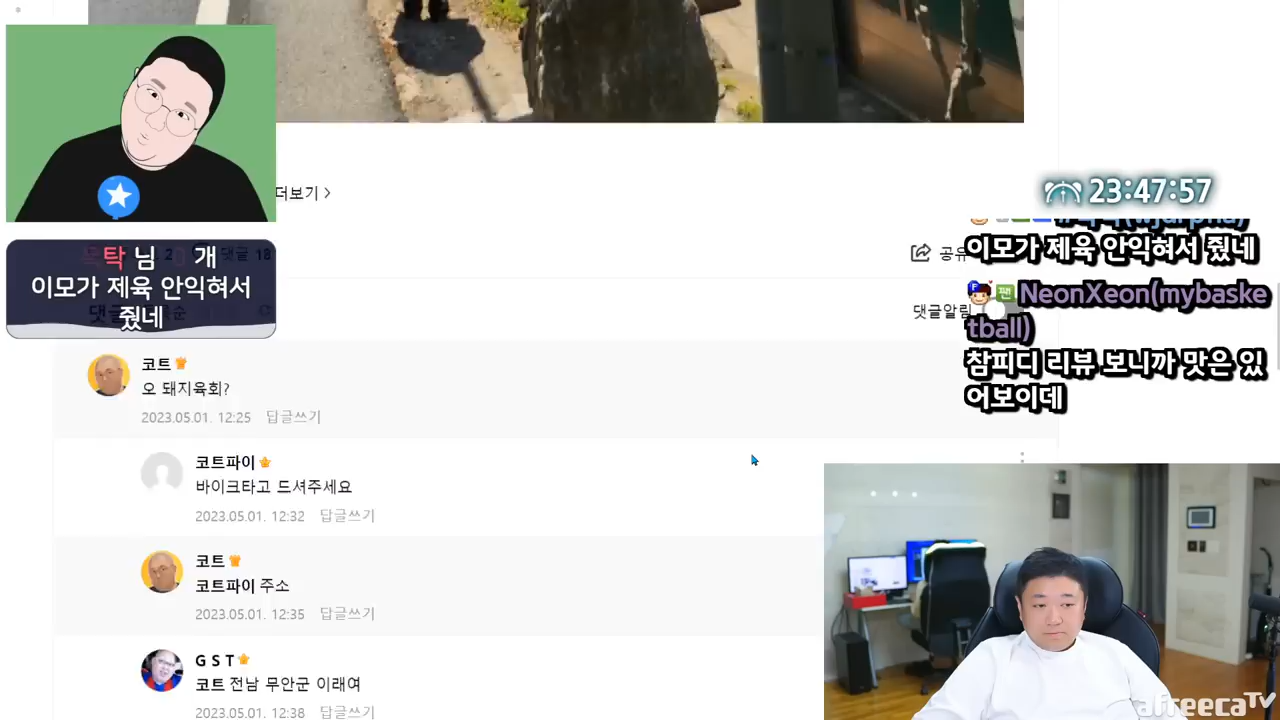 더보기 >
탁 님 개
이모가 제육 안익혀서
줬네
댓글 18
공유
댓글알림
23:47:57
이모가 제육 안익혀서 줬네
NeonXeon(mybaske
tball)
참피디 리뷰 보니까 맛은 있
어보이데
코트
오 돼지육회?
2023.05.01. 12:25 답글쓰기
코트파이
바이크타고 드셔주세요
2023.05.01. 12:32 답글쓰기
코트
코트파이 주소
2023.05.01. 12:35 답글쓰기
G S T
코트 전남 무안군 이래여
2023.05.01. 12:38 답글쓰기
afreecaTV